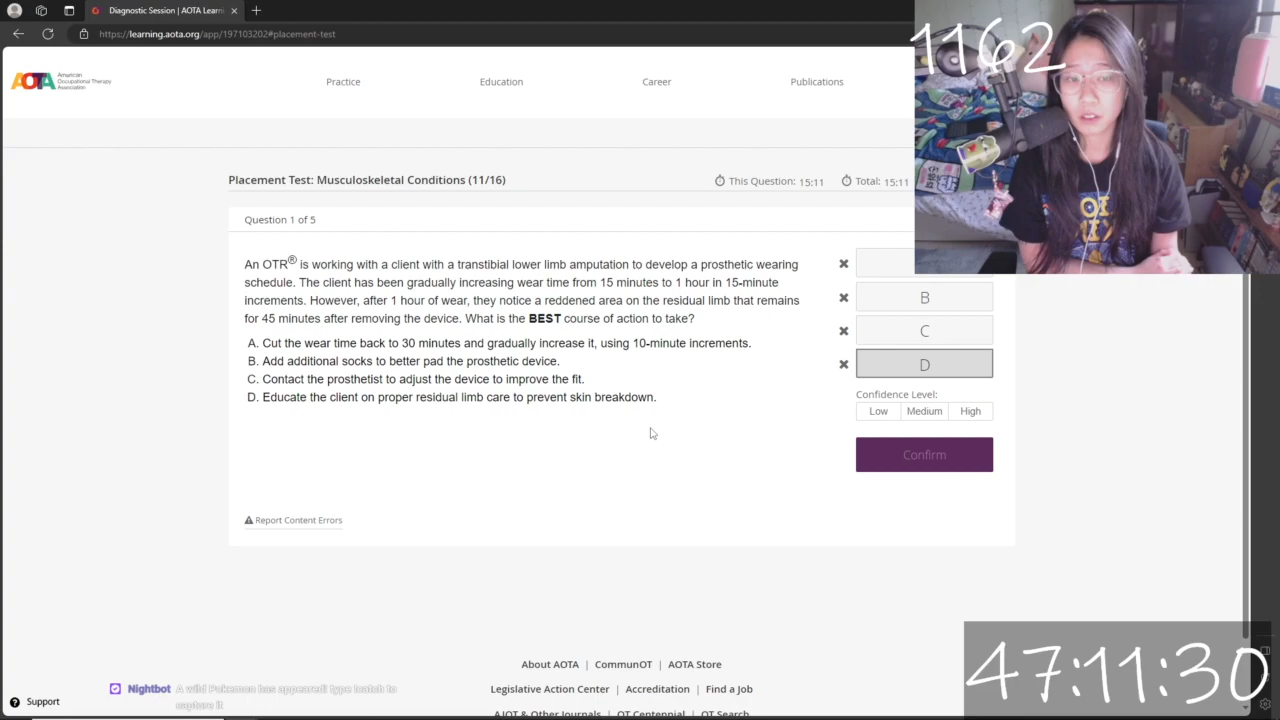 Diagnostic Session | AOTA Learni
https://learning.aota.org/app/197103202#placement-test
1162
AOTA
American
Occupational Therapy
Association
Practice
Education
Career
Publications
Placement Test: Musculoskeletal Conditions (11/16)
This Question: 15:11
Total: 15:11
Question 1 of 5
An OTR® is working with a client with a transtibial lower limb amputation to develop a prosthetic wearing
schedule. The client has been gradually increasing wear time from 15 minutes to 1 hour in 15-minute
increments. However, after 1 hour of wear, they notice a reddened area on the residual limb that remains
for 45 minutes after removing the device. What is the BEST course of action to take?
A. Cut the wear time back to 30 minutes and gradually increase it, using 10-minute increments.
B. Add additional socks to better pad the prosthetic device.
C. Contact the prosthetist to adjust the device to improve the fit.
D. Educate the client on proper residual limb care to prevent skin breakdown.
B
C
D
Confidence Level:
Low
Medium
High
Confirm
Report Content Errors
About AOTA | CommunOT | AOTA Store
Legislative Action Center | Accreditation | Find a Job
AJOT & Other Journals | OT Centennial | OT Search
Support
Nightbot A wild Pokemon has appeared! type !catch to
capture it
47:11:30